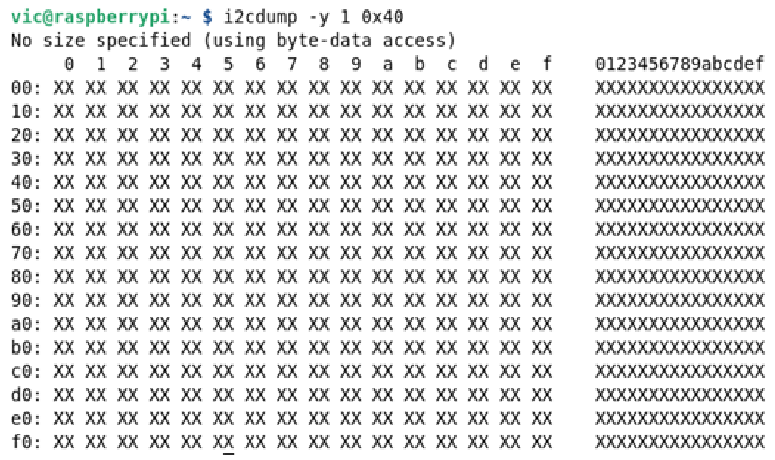 vic@raspberrypi:~ $ i2cdump -y 1 0x40
No size specified (using byte-data access)
     0  1  2  3  4  5  6  7  8  9  a  b  c  d  e  f    0123456789abcdef
00: XX XX XX XX XX XX XX XX XX XX XX XX XX XX XX XX    XXXXXXXXXXXXXXXX
10: XX XX XX XX XX XX XX XX XX XX XX XX XX XX XX XX    XXXXXXXXXXXXXXXX
20: XX XX XX XX XX XX XX XX XX XX XX XX XX XX XX XX    XXXXXXXXXXXXXXXX
30: XX XX XX XX XX XX XX XX XX XX XX XX XX XX XX XX    XXXXXXXXXXXXXXXX
40: XX XX XX XX XX XX XX XX XX XX XX XX XX XX XX XX    XXXXXXXXXXXXXXXX
50: XX XX XX XX XX XX XX XX XX XX XX XX XX XX XX XX    XXXXXXXXXXXXXXXX
60: XX XX XX XX XX XX XX XX XX XX XX XX XX XX XX XX    XXXXXXXXXXXXXXXX
70: XX XX XX XX XX XX XX XX XX XX XX XX XX XX XX XX    XXXXXXXXXXXXXXXX
80: XX XX XX XX XX XX XX XX XX XX XX XX XX XX XX XX    XXXXXXXXXXXXXXXX
90: XX XX XX XX XX XX XX XX XX XX XX XX XX XX XX XX    XXXXXXXXXXXXXXXX
a0: XX XX XX XX XX XX XX XX XX XX XX XX XX XX XX XX    XXXXXXXXXXXXXXXX
b0: XX XX XX XX XX XX XX XX XX XX XX XX XX XX XX XX    XXXXXXXXXXXXXXXX
c0: XX XX XX XX XX XX XX XX XX XX XX XX XX XX XX XX    XXXXXXXXXXXXXXXX
d0: XX XX XX XX XX XX XX XX XX XX XX XX XX XX XX XX    XXXXXXXXXXXXXXXX
e0: XX XX XX XX XX XX XX XX XX XX XX XX XX XX XX XX    XXXXXXXXXXXXXXXX
f0: XX XX XX XX XX XX XX XX XX XX XX XX XX XX XX XX    XXXXXXXXXXXXXXXX